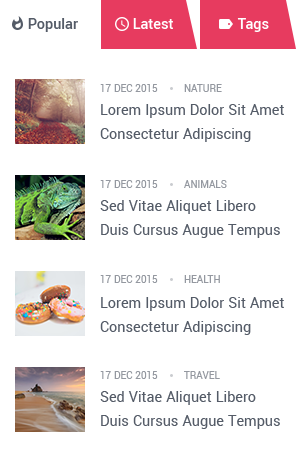 Popular Latest Tags
17 DEC 2015 • NATURE
Lorem Ipsum Dolor Sit Amet
Consectetur Adipiscing
17 DEC 2015 • ANIMALS
Sed Vitae Aliquet Libero
Duis Cursus Augue Tempus
17 DEC 2015 • HEALTH
Lorem Ipsum Dolor Sit Amet
Consectetur Adipiscing
17 DEC 2015 • TRAVEL
Sed Vitae Aliquet Libero
Duis Cursus Augue Tempus